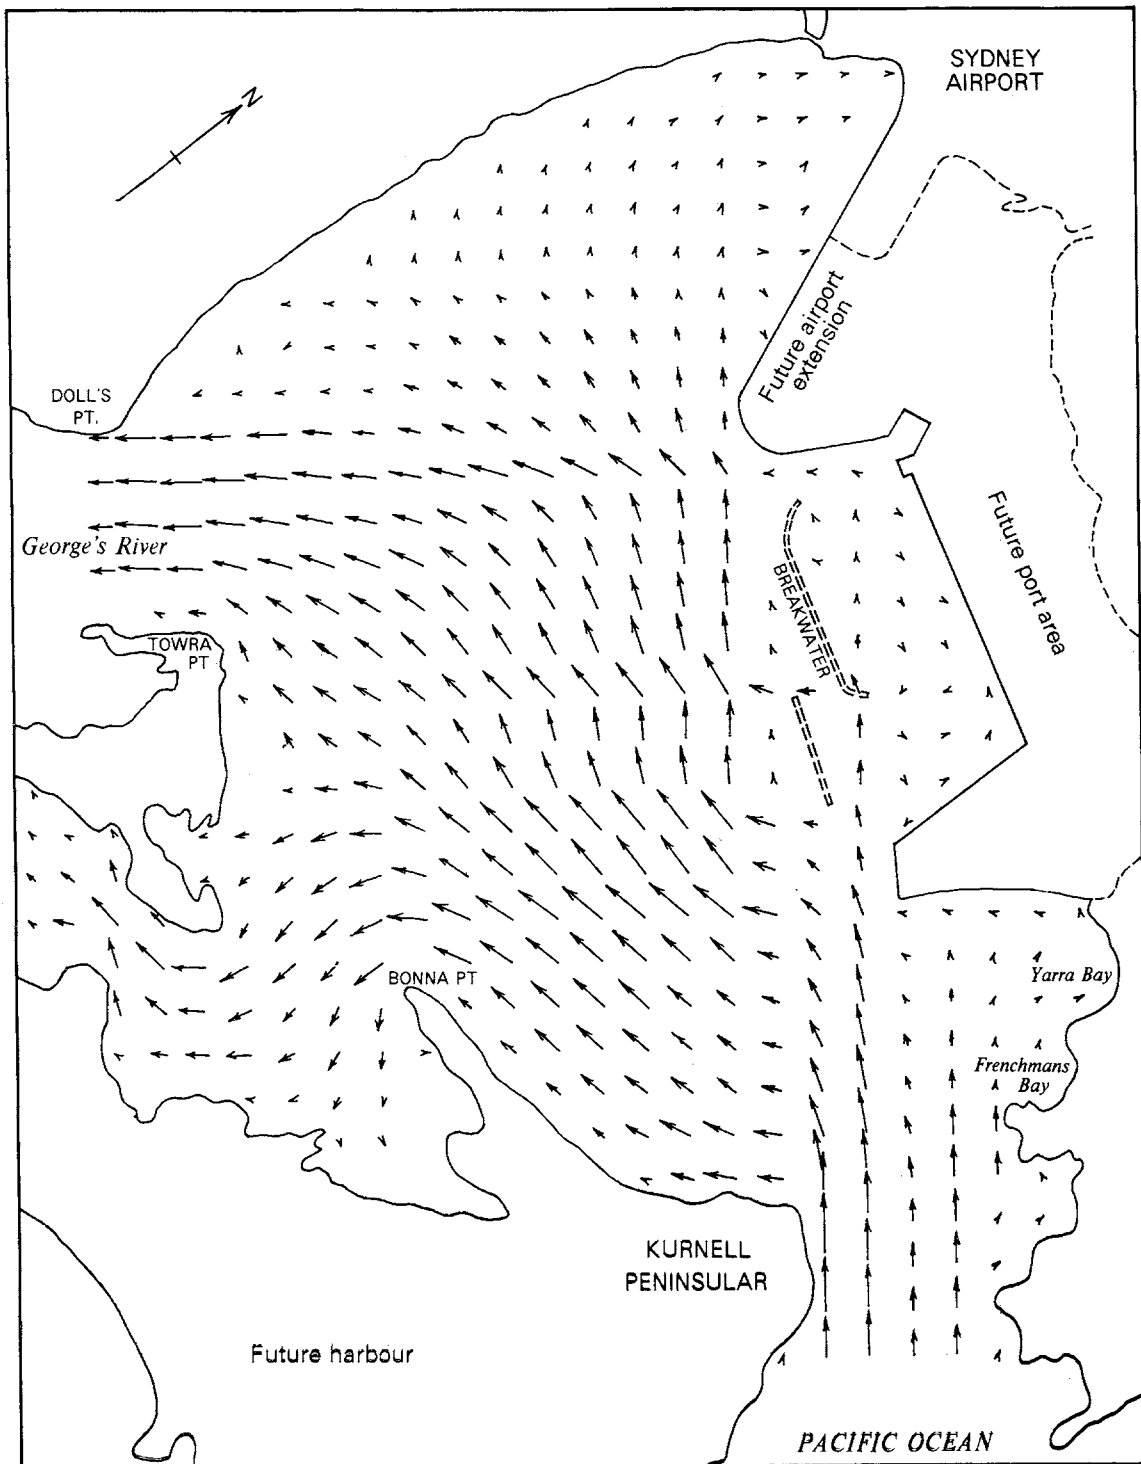 SYDNEY
AIRPORT
N
Future airport
extension
DOLL'S
PT.
George's River
BREAKWATER
Future port area
TOWRA
PT
BONNA PT
Yarra Bay
Frenchmans
Bay
KURNELL
PENINSULAR
Future harbour
PACIFIC OCEAN